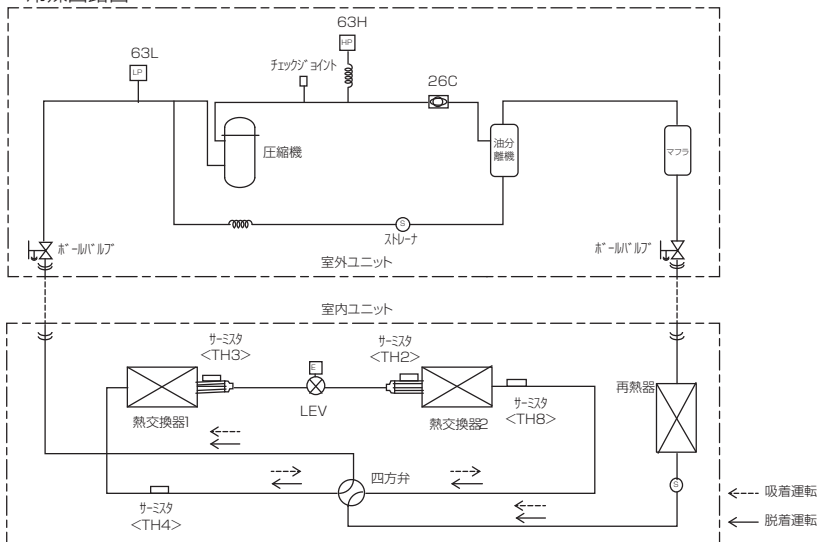 63H
HP
63L
LP
チェックジョイント
26C
圧縮機
油分
離機
マフラ
S
ストレーナ
ボールバルブ
ボールバルブ
室外ユニット
室内ユニット
サーミスタ
<TH3>
サーミスタ
<TH2>
E
再熱器
LEV
熱交換器1
熱交換器2
サーミスタ
<TH8>
四方弁
S
吸着運転
サーミスタ
<TH4>
脱着運転